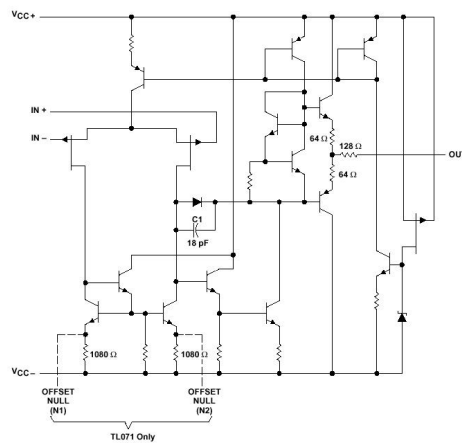 VCC+
IN +
IN –
64 Ω
128 Ω
OU
64 Ω
C1
18 pF
1080 Ω
1080 Ω
VCC–
OFFSET
NULL
(N1)
OFFSET
NULL
(N2)
TL071 Only